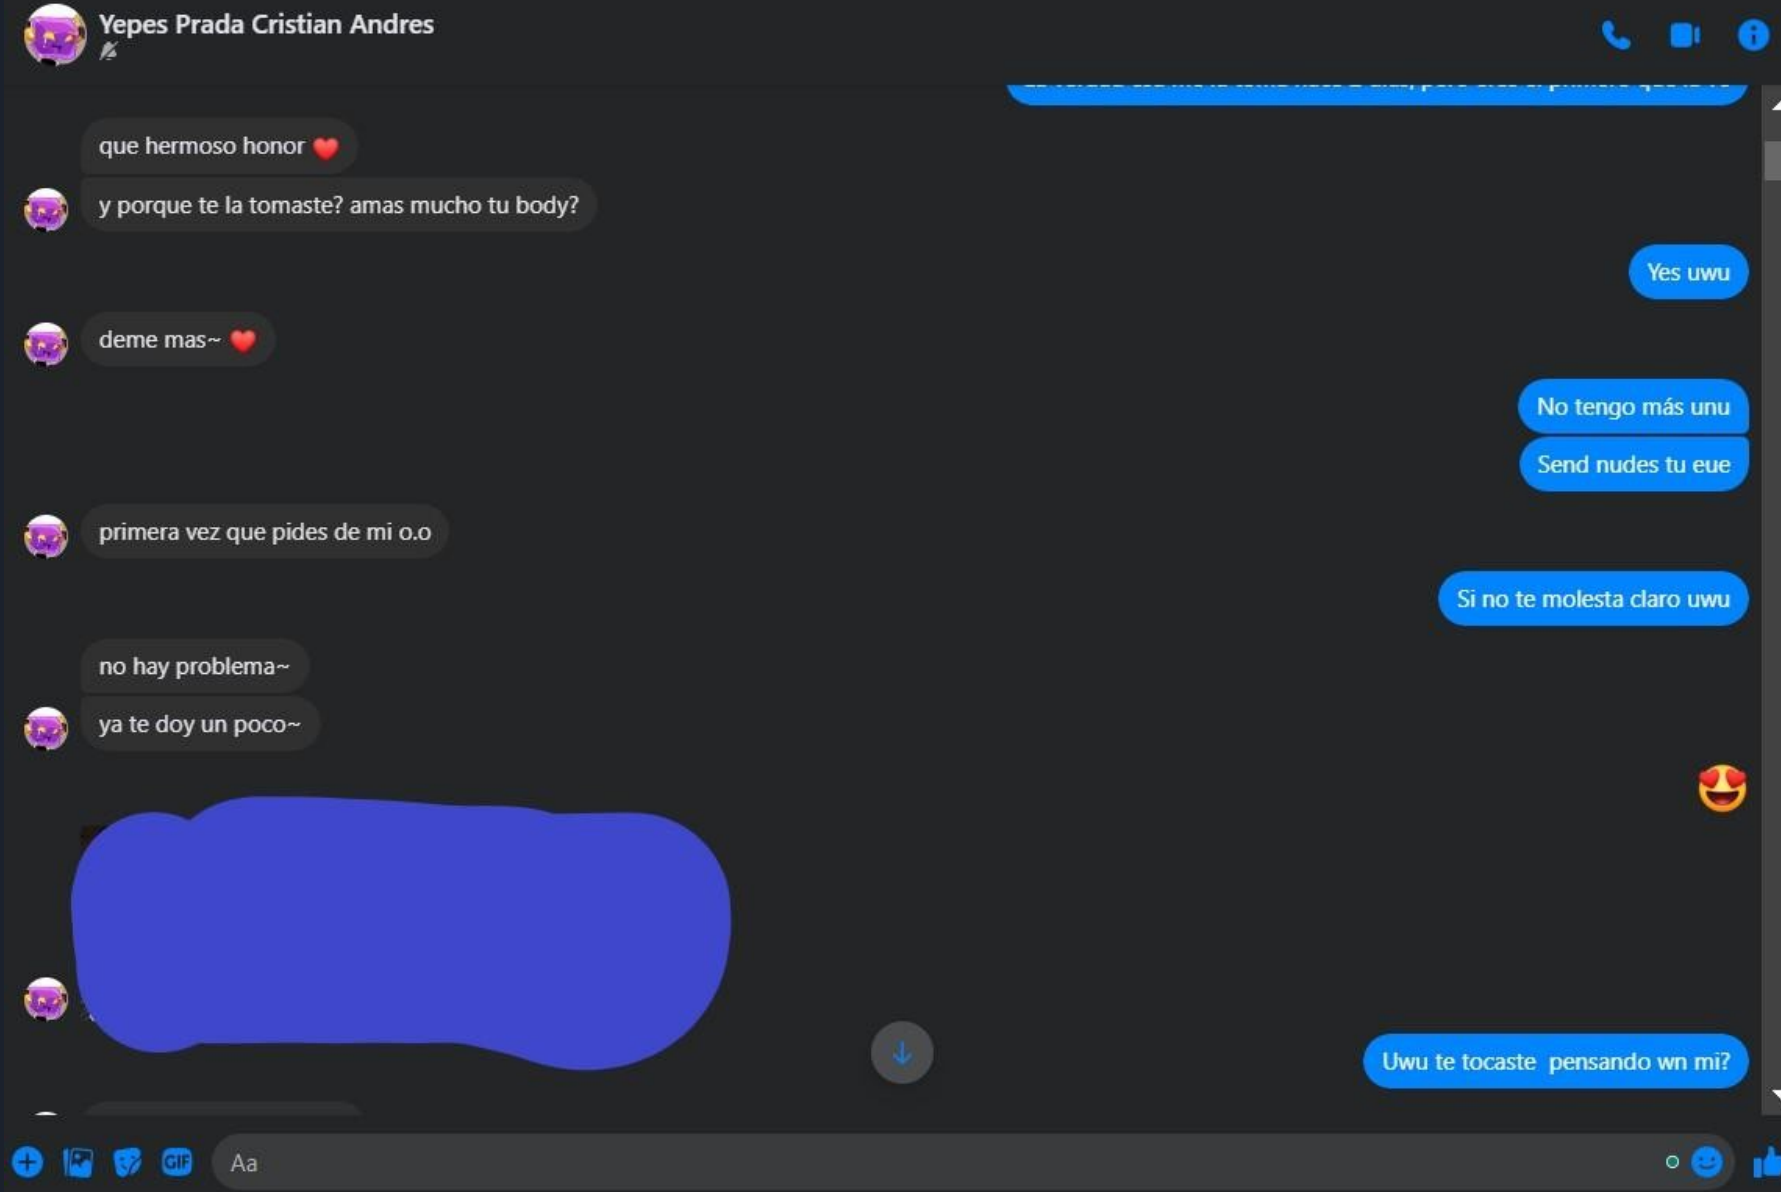 Yepes Prada Cristian Andres
que hermoso honor
y porque te la tomaste? amas mucho tu body?
Yes uwu
deme mas~
No tengo más unu
Send nudes tu eue
primera vez que pides de mi o.o
Si no te molesta claro uwu
no hay problema~
ya te doy un poco~
Uwu te tocaste pensando wn mi?
GIF
Aa